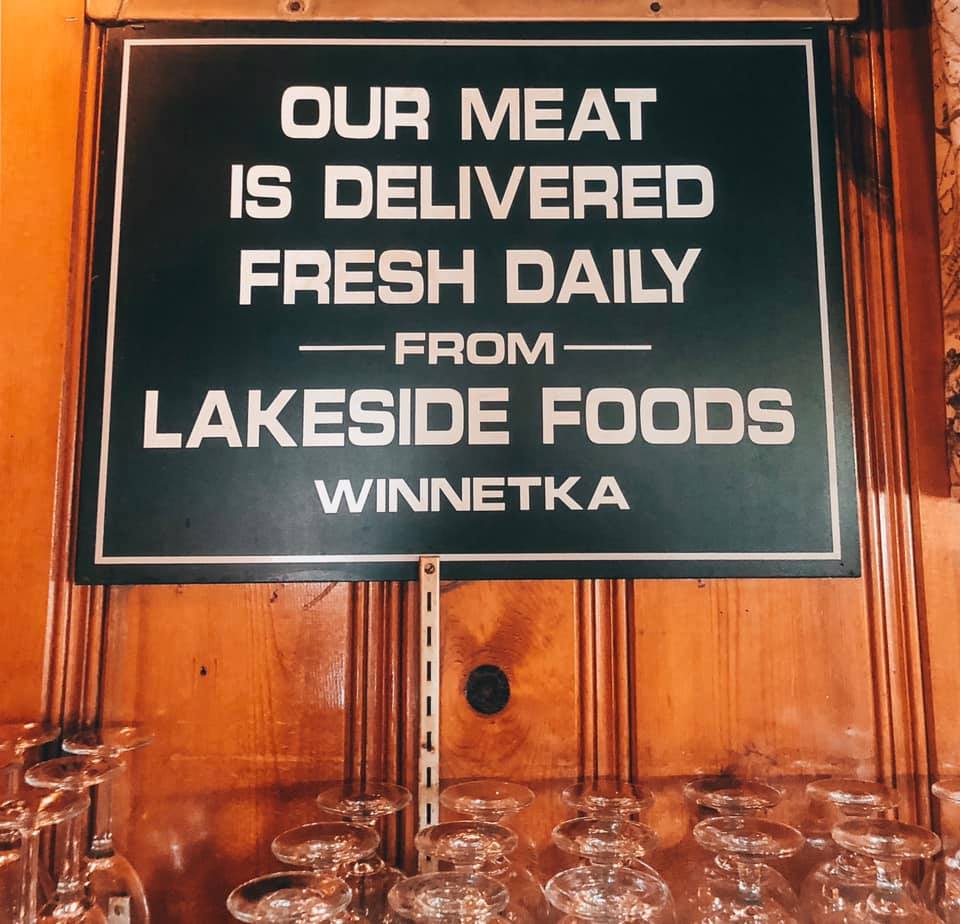 OUR MEAT
IS DELIVERED
FRESH DAILY
FROM
LAKESIDE FOODS
WINNETKA